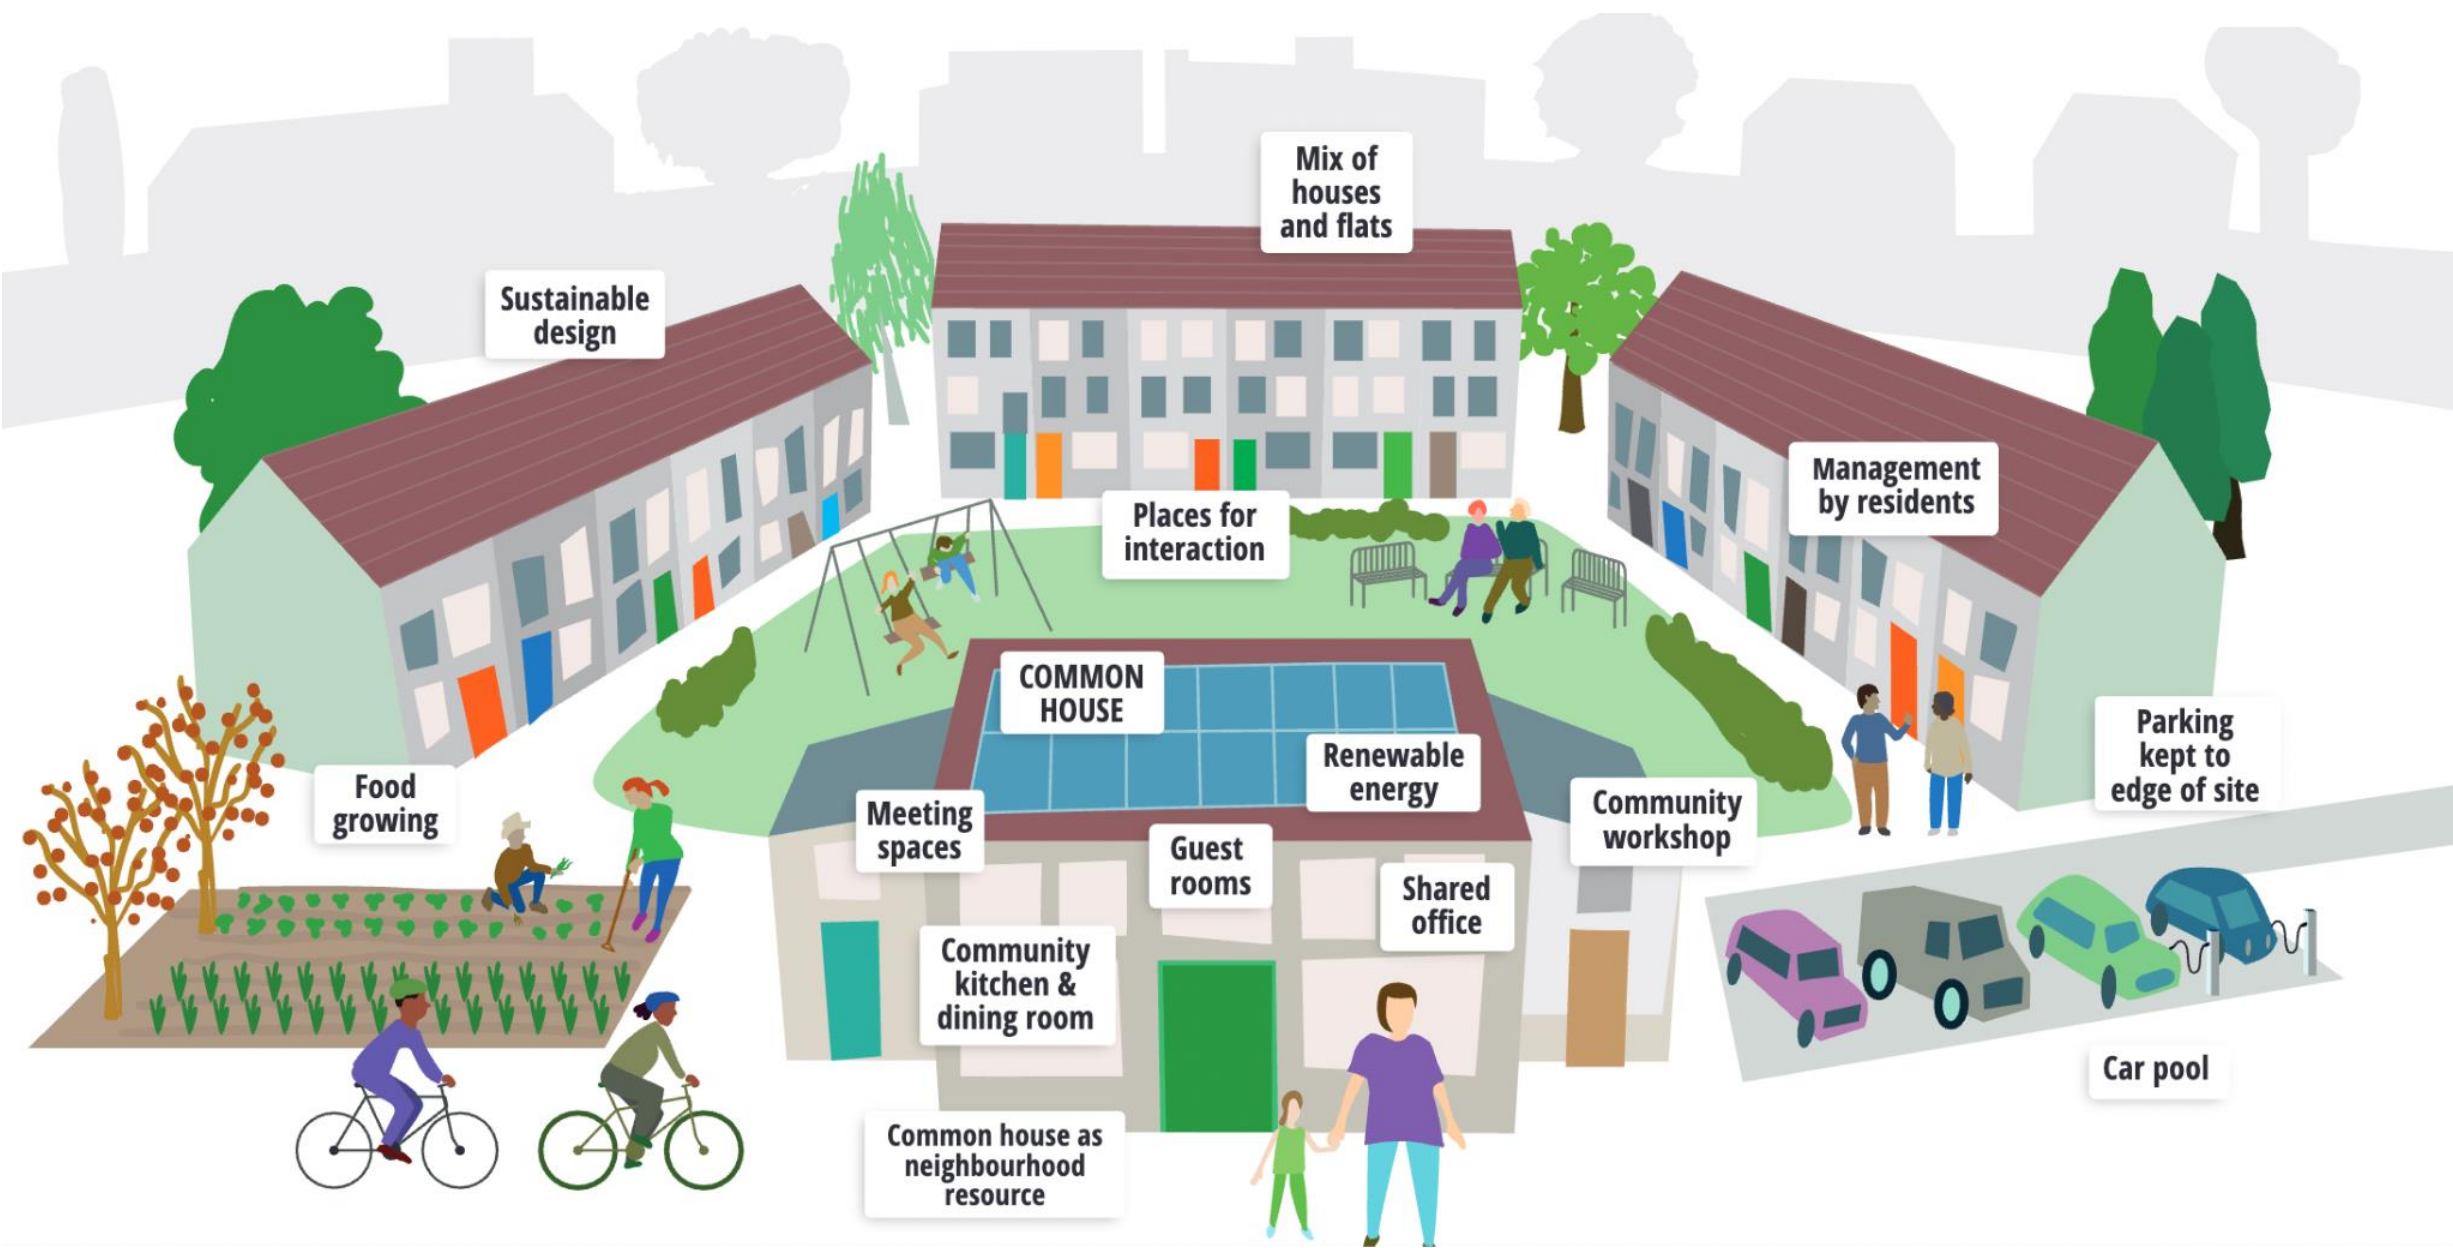 Mix of
houses
and flats
Sustainable
design
Management
by residents
Places for
interaction
COMMON
HOUSE
Renewable
energy
Parking
kept to
edge of site
Food
growing
Meeting
spaces
Community
workshop
Guest
rooms
Shared
office
Community
kitchen &
dining room
Car pool
Common house as
neighbourhood
resource